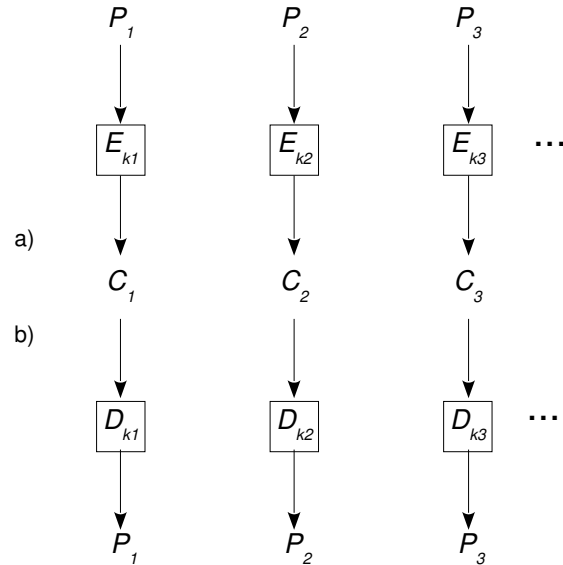 P1 P2 P3
Ek1 Ek2 Ek3 ...
a)
C1 C2 C3
b)
Dk1 Dk2 Dk3 ...
P1 P2 P3